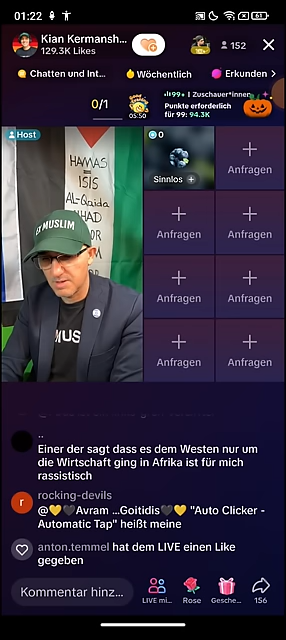 01:22
61
Kian Kermansh...
129.3K Likes
152
Chatten und Int...
Wöchentlich
Erkunden
0/1
05:50
99+ | Zuschauer*innen
Punkte erforderlich
für 99: 94.3K
Host
HAMAS
=
ISIS
AL-Qaida
EX MUSLIM
MUS
0
Sinnlos +
Anfragen
Anfragen
Anfragen
Anfragen
Anfragen
Anfragen
Anfragen
..
Einer der sagt dass es dem Westen nur um
die Wirtschaft ging in Afrika ist für mich
rassistisch
r
rocking-devils
@💛🖤Avram ...Goitidis🖤💛 "Auto Clicker -
Automatic Tap" heißt meine
anton.temmel hat dem LIVE einen Like
gegeben
Kommentar hinz...
LIVE mi...
Rose
Gesche...
156